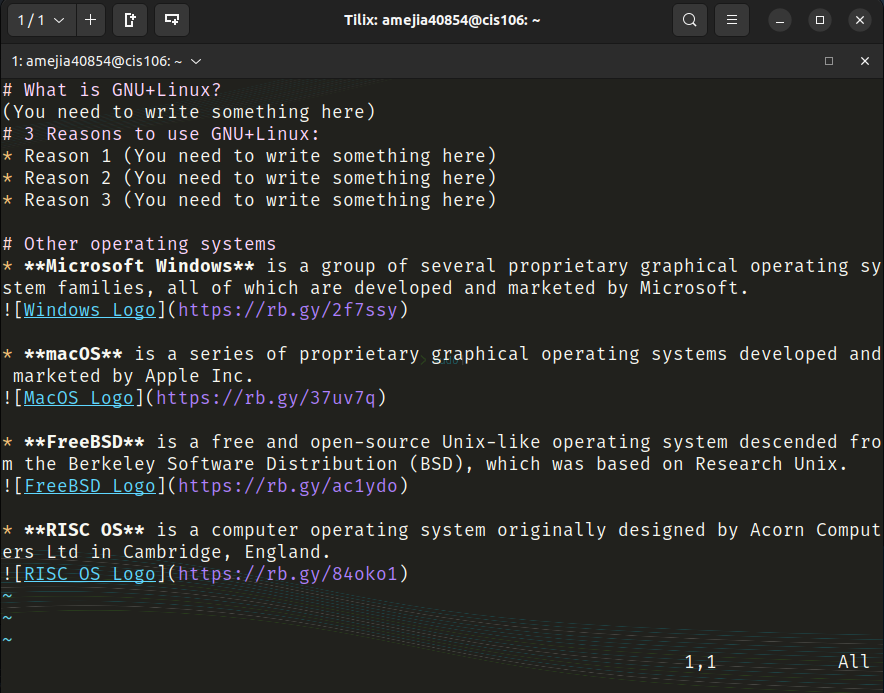 1 / 1
Tilix: amejia40854@cis106: ~
1: amejia40854@cis106: ~
# What is GNU+Linux?
(You need to write something here)
# 3 Reasons to use GNU+Linux:
* Reason 1 (You need to write something here)
* Reason 2 (You need to write something here)
* Reason 3 (You need to write something here)
# Other operating systems
* **Microsoft Windows** is a group of several proprietary graphical operating sy
stem families, all of which are developed and marketed by Microsoft.
![Windows Logo](https://rb.gy/2f7ssy)
* **macOS** is a series of proprietary graphical operating systems developed and
marketed by Apple Inc.
![MacOS Logo](https://rb.gy/37uv7q)
* **FreeBSD** is a free and open-source Unix-like operating system descended fro
m the Berkeley Software Distribution (BSD), which was based on Research Unix.
![FreeBSD Logo](https://rb.gy/ac1ydo)
* **RISC OS** is a computer operating system originally designed by Acorn Comput
ers Ltd in Cambridge, England.
![RISC OS Logo](https://rb.gy/84oko1)
~
~
~
1,1 All